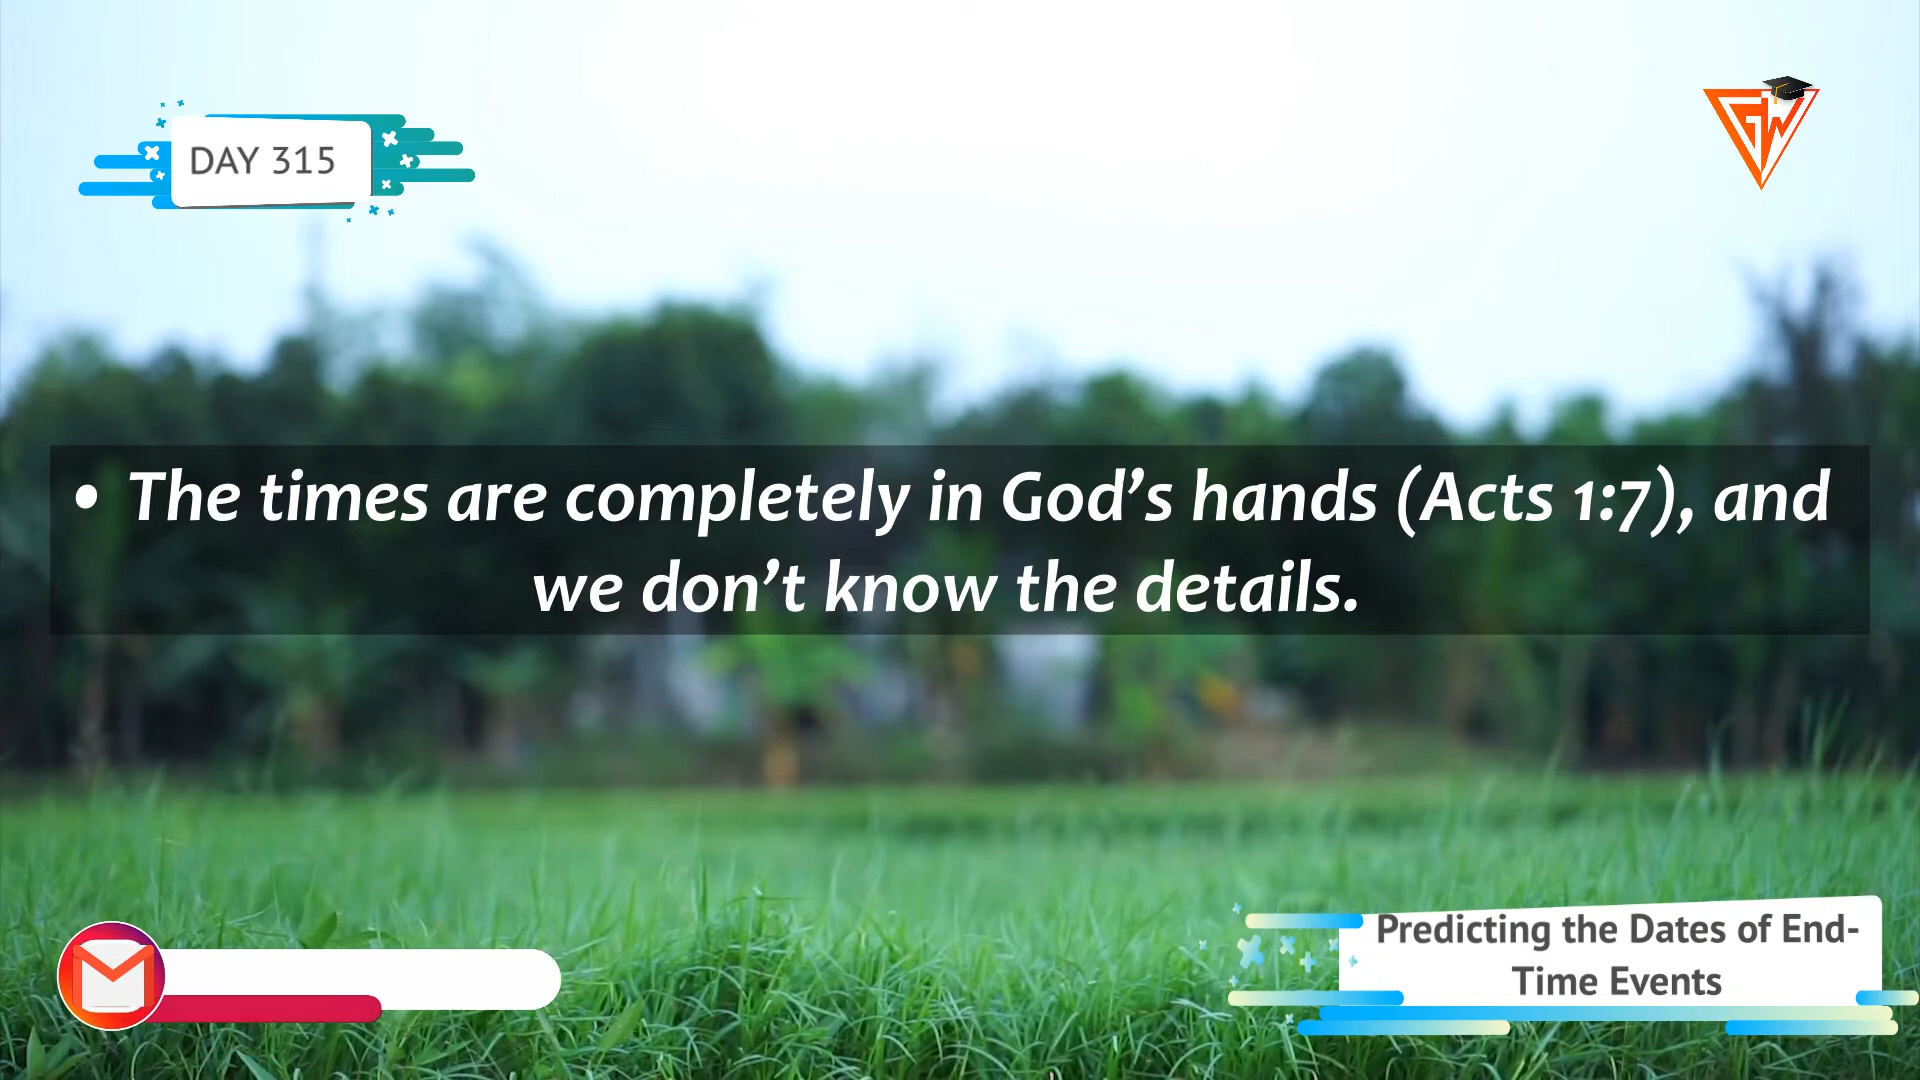 DAY 315
GW
• The times are completely in God’s hands (Acts 1:7), and
we don’t know the details.
Predicting the Dates of End-
Time Events